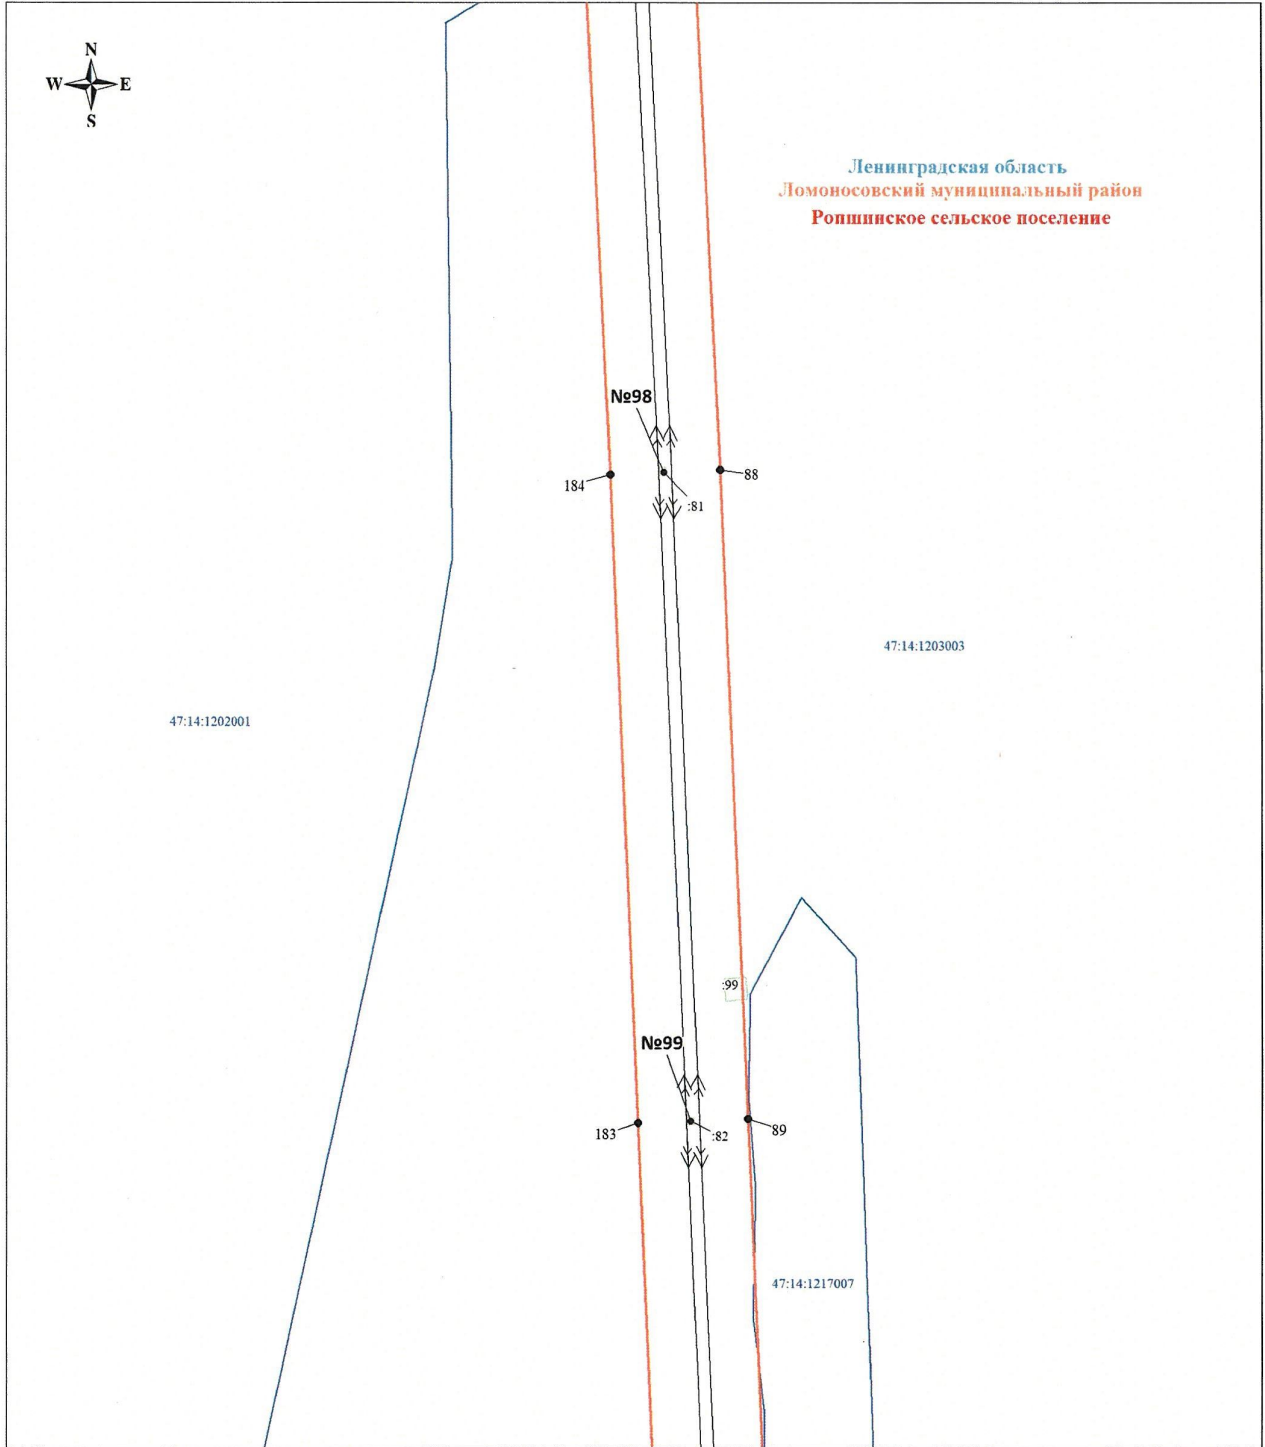 N
W E
S
Ленинградская область
Ломоносовский муниципальный район
Ропшинское сельское поселение
№98
184
88
:81
47:14:1203003
47:14:1202001
:99
№99
183
:82
89
47:14:1217007